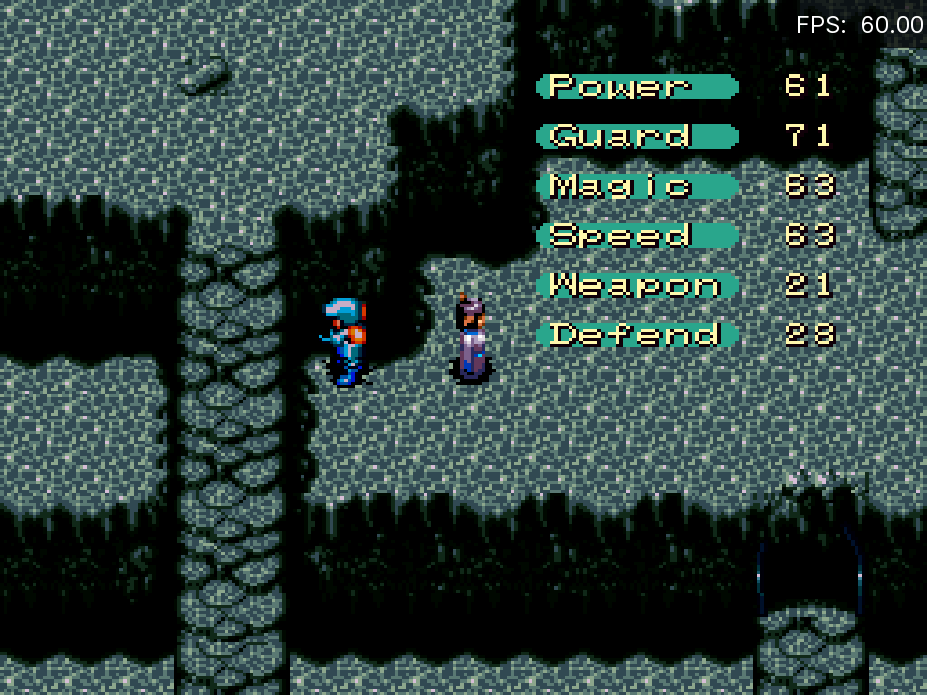 FPS: 60.00
Power 61
Guard 71
Magic 63
Speed 63
Weapon 21
Defend 28